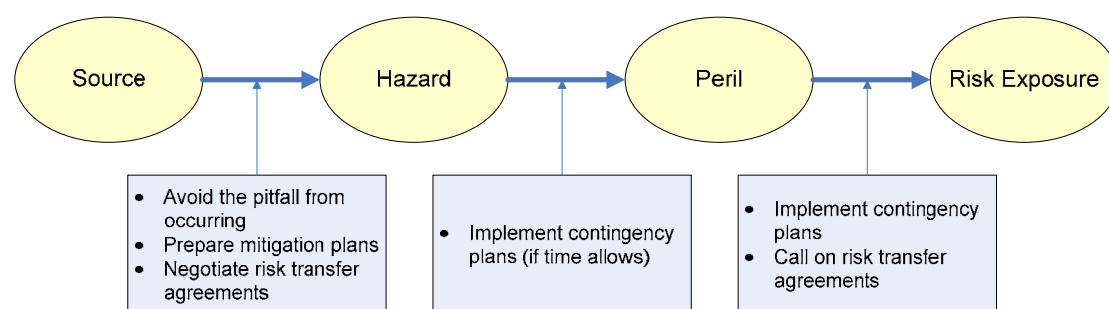 Source
Hazard
Peril
Risk Exposure
• Avoid the pitfall from
occurring
• Prepare mitigation plans
• Negotiate risk transfer
agreements
• Implement contingency
plans (if time allows)
• Implement contingency
plans
• Call on risk transfer
agreements